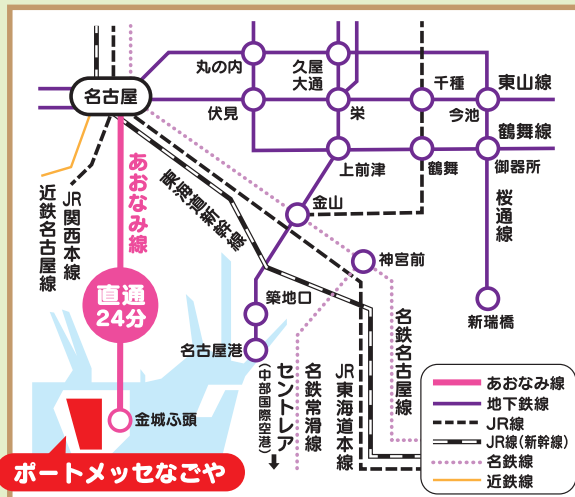 丸の内
久屋
大通
千種
東山線
名古屋
伏見
栄
今池
鶴舞線
上前津
鶴舞
御器所
あおなみ線
東海道新幹線
金山
桜通線
近鉄名古屋線
JR関西本線
神宮前
直通
24分
築地口
新瑞橋
名古屋港
セントレア
(中部国際空港)
名鉄常滑線
JR東海道本線
名鉄名古屋線
金城ふ頭
ポートメッセなごや
あおなみ線
地下鉄線
JR線
JR線(新幹線)
名鉄線
近鉄線